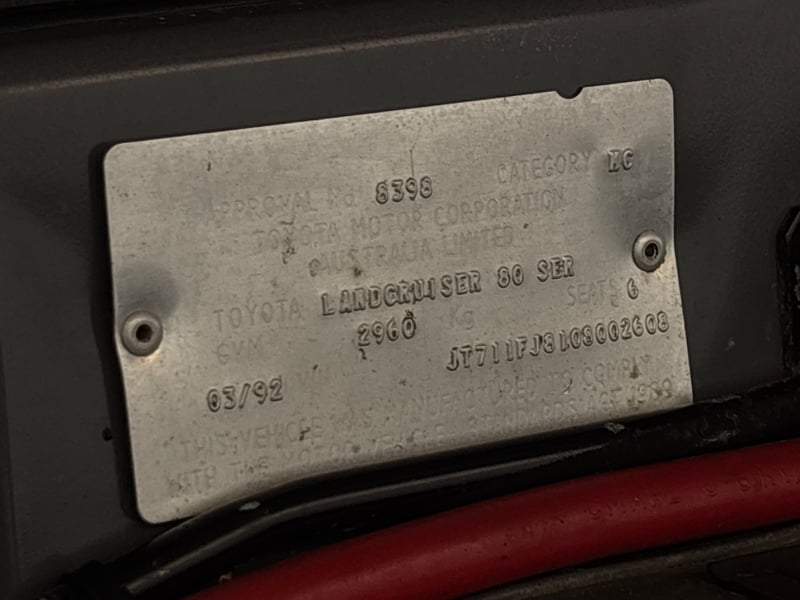 APPROVAL NO. 8398 CATEGORY MC
TOYOTA MOTOR CORPORATION
AUSTRALIA LIMITED
TOYOTA LANDCRUISER 80 SER
GVM 2960 Kg SEATS 6
03/92 JT711FJ8108002608
THIS VEHICLE WAS MANUFACTURED TO COMPLY
WITH THE MOTOR VEHICLE STANDARDS ACT 1989